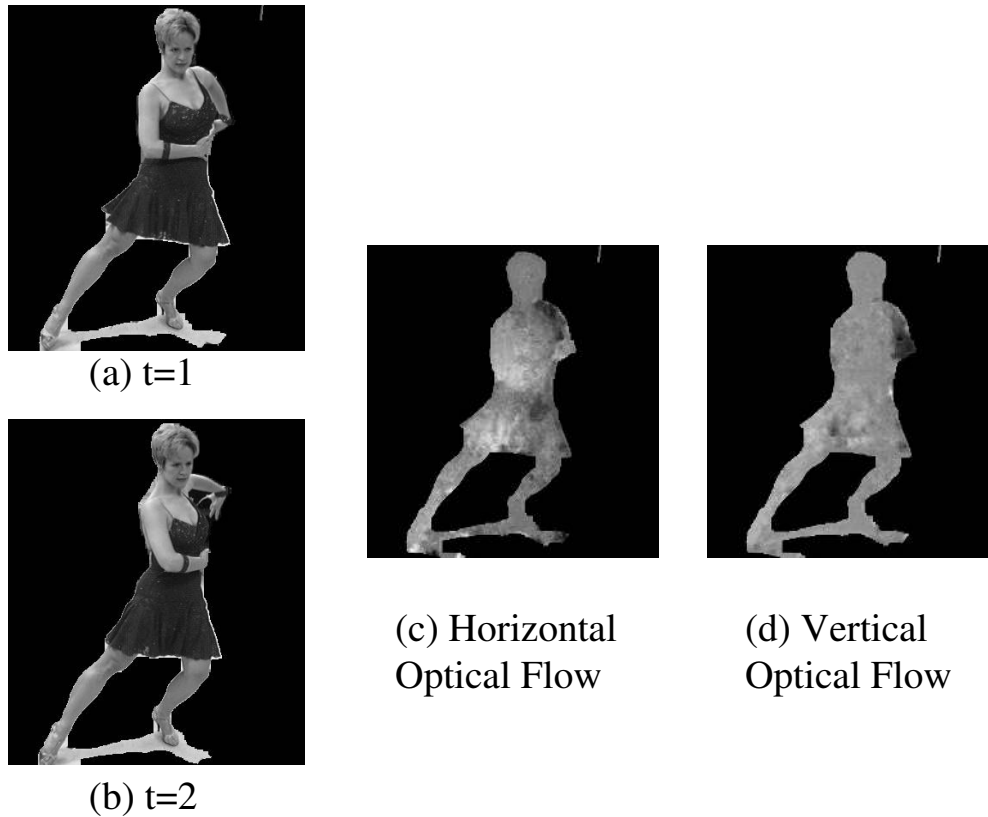 (a) t=1
(b) t=2
(c) Horizontal
Optical Flow
(d) Vertical
Optical Flow